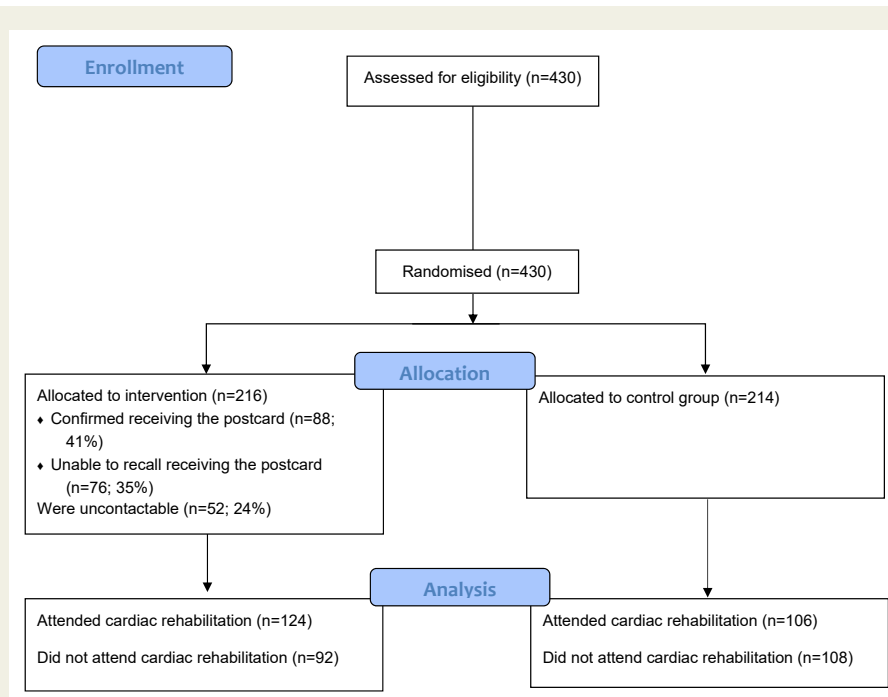 Enrollment
Assessed for eligibility (n=430)
Randomised (n=430)
Allocation
Allocated to intervention (n=216)
♦ Confirmed receiving the postcard (n=88;
41%)
♦ Unable to recall receiving the postcard
(n=76; 35%)
Were uncontactable (n=52; 24%)
Allocated to control group (n=214)
Analysis
Attended cardiac rehabilitation (n=124)
Did not attend cardiac rehabilitation (n=92)
Attended cardiac rehabilitation (n=106)
Did not attend cardiac rehabilitation (n=108)